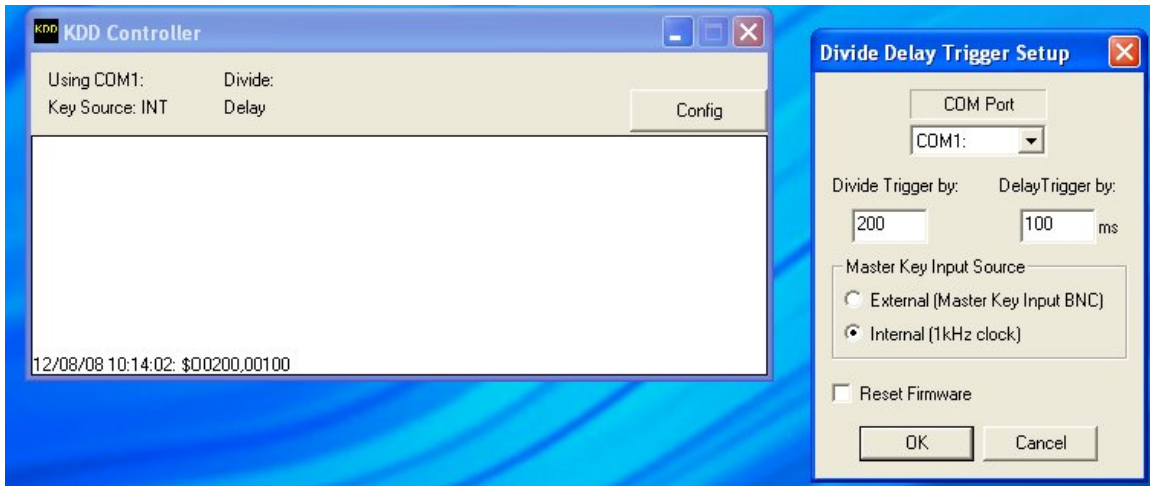 KDD KDD Controller
Using COM1: Divide:
Key Source: INT Delay
Config
12/08/08 10:14:02: $O0200,00100
Divide Delay Trigger Setup
COM Port
COM1:
Divide Trigger by: DelayTrigger by:
200 100 ms
Master Key Input Source
External (Master Key Input BNC)
Internal (1kHz clock)
Reset Firmware
OK Cancel